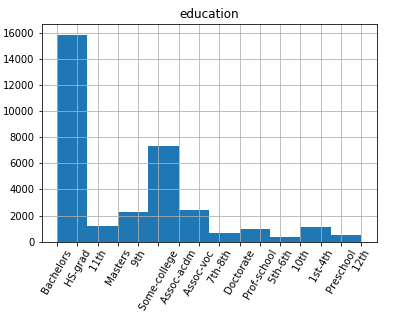 education
16000
14000
12000
10000
8000
6000
4000
2000
0
Bachelors
HS-grad
11th
Masters
9th
Some-college
Assoc-acdm
Assoc-voc
7th-8th
Doctorate
Prof-school
5th-6th
10th
1st-4th
Preschool
12th